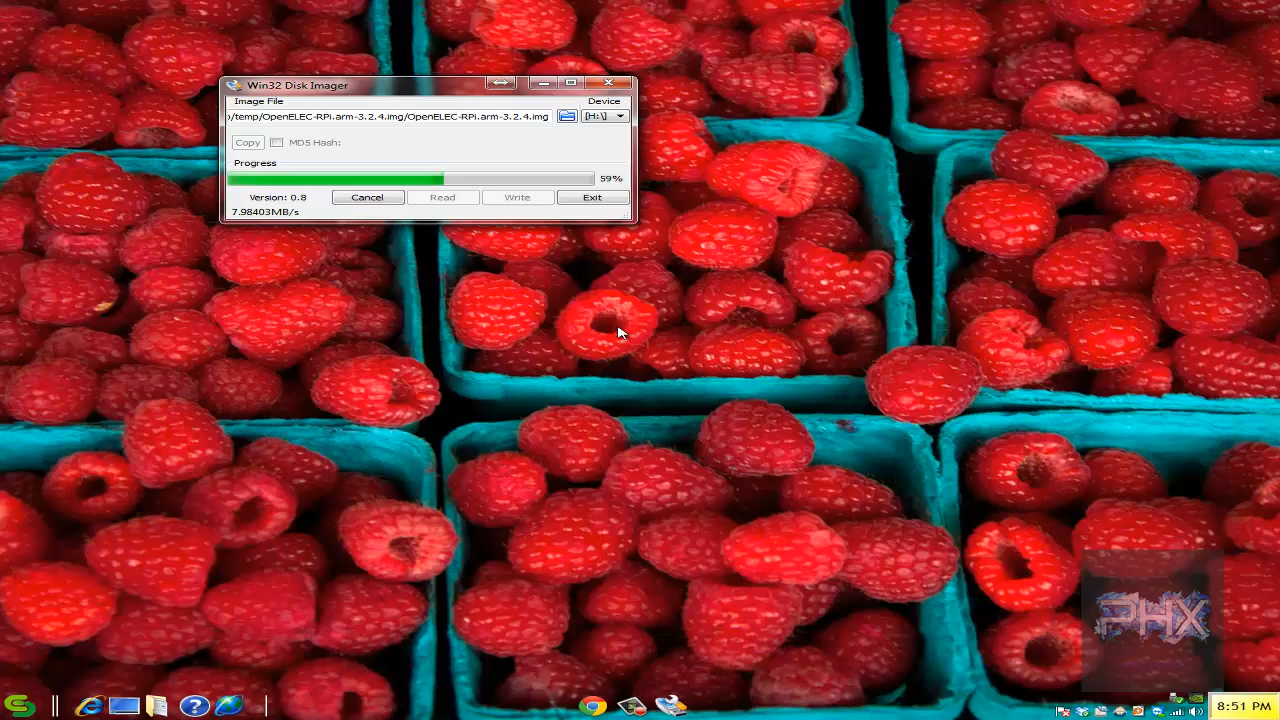 Win32 Disk Imager
Image File
Device
/temp/OpenELEC-RPi.arm-3.2.4.img/OpenELEC-RPi.arm-3.2.4.img
[H:\]
Copy
MD5 Hash:
Progress
59%
Version: 0.8
Cancel
Read
Write
Exit
7.98403MB/s
PHX
8:51 PM